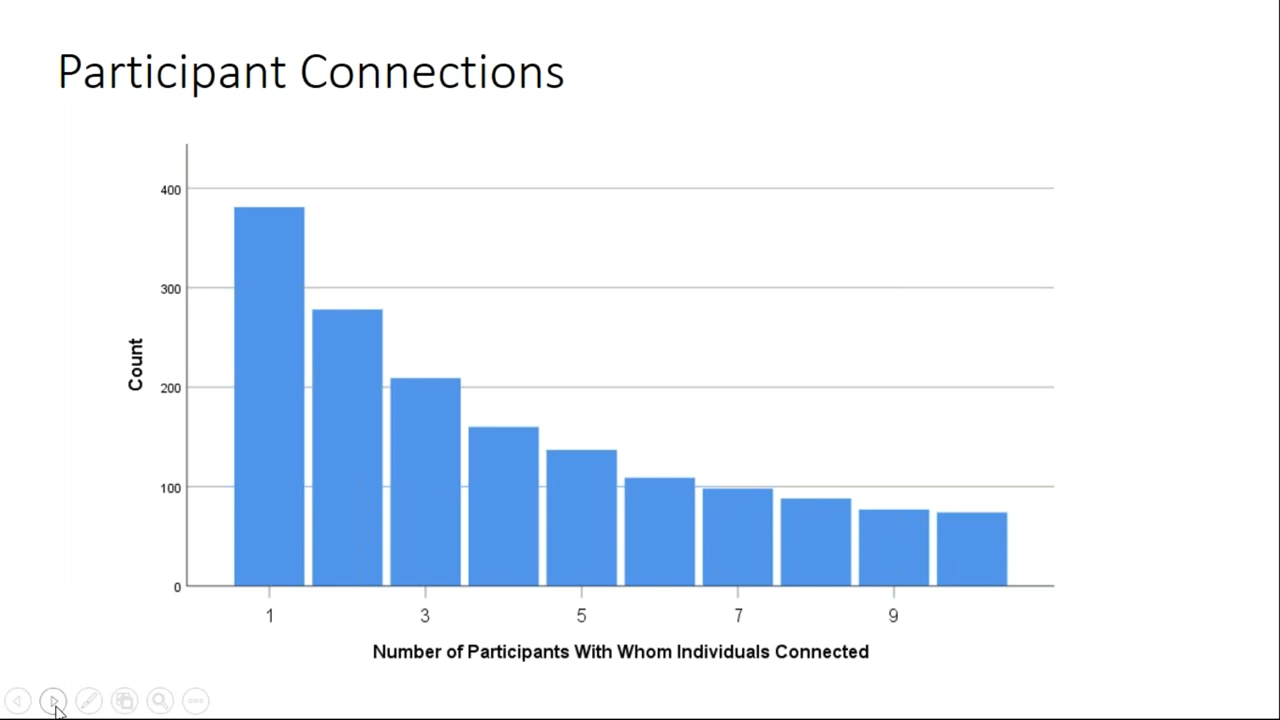 Participant Connections
400
300
200
100
0
Count
1 3 5 7 9
Number of Participants With Whom Individuals Connected